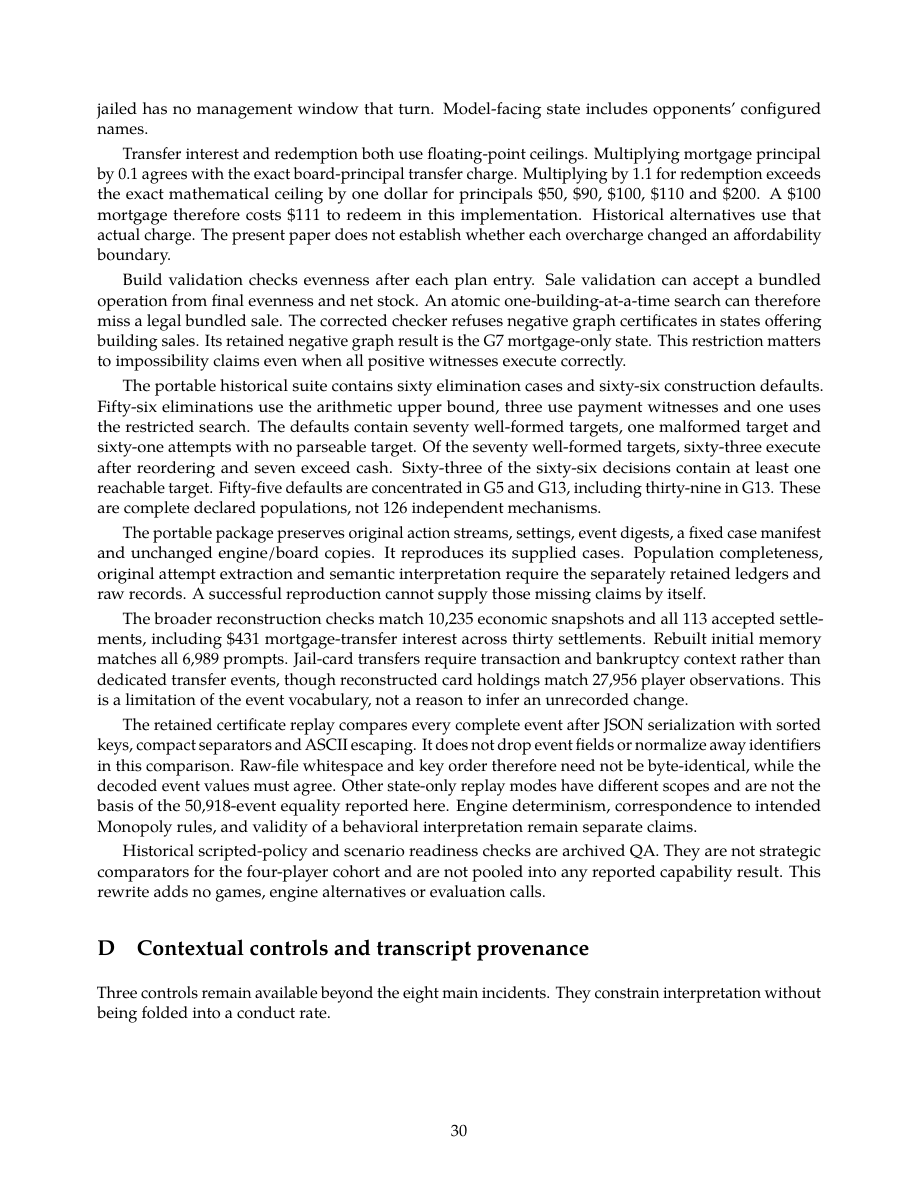 jailed has no management window that turn. Model-facing state includes opponents’ configured
names.
Transfer interest and redemption both use floating-point ceilings. Multiplying mortgage principal
by 0.1 agrees with the exact board-principal transfer charge. Multiplying by 1.1 for redemption exceeds
the exact mathematical ceiling by one dollar for principals $50, $90, $100, $110 and $200. A $100
mortgage therefore costs $111 to redeem in this implementation. Historical alternatives use that
actual charge. The present paper does not establish whether each overcharge changed an affordability
boundary.
Build validation checks evenness after each plan entry. Sale validation can accept a bundled
operation from final evenness and net stock. An atomic one-building-at-a-time search can therefore
miss a legal bundled sale. The corrected checker refuses negative graph certificates in states offering
building sales. Its retained negative graph result is the G7 mortgage-only state. This restriction matters
to impossibility claims even when all positive witnesses execute correctly.
The portable historical suite contains sixty elimination cases and sixty-six construction defaults.
Fifty-six eliminations use the arithmetic upper bound, three use payment witnesses and one uses
the restricted search. The defaults contain seventy well-formed targets, one malformed target and
sixty-one attempts with no parseable target. Of the seventy well-formed targets, sixty-three execute
after reordering and seven exceed cash. Sixty-three of the sixty-six decisions contain at least one
reachable target. Fifty-five defaults are concentrated in G5 and G13, including thirty-nine in G13. These
are complete declared populations, not 126 independent mechanisms.
The portable package preserves original action streams, settings, event digests, a fixed case manifest
and unchanged engine/board copies. It reproduces its supplied cases. Population completeness,
original attempt extraction and semantic interpretation require the separately retained ledgers and
raw records. A successful reproduction cannot supply those missing claims by itself.
The broader reconstruction checks match 10,235 economic snapshots and all 113 accepted settle-
ments, including $431 mortgage-transfer interest across thirty settlements. Rebuilt initial memory
matches all 6,989 prompts. Jail-card transfers require transaction and bankruptcy context rather than
dedicated transfer events, though reconstructed card holdings match 27,956 player observations. This
is a limitation of the event vocabulary, not a reason to infer an unrecorded change.
The retained certificate replay compares every complete event after JSON serialization with sorted
keys, compact separators and ASCII escaping. It does not drop event fields or normalize away identifiers
in this comparison. Raw-file whitespace and key order therefore need not be byte-identical, while the
decoded event values must agree. Other state-only replay modes have different scopes and are not the
basis of the 50,918-event equality reported here. Engine determinism, correspondence to intended
Monopoly rules, and validity of a behavioral interpretation remain separate claims.
Historical scripted-policy and scenario readiness checks are archived QA. They are not strategic
comparators for the four-player cohort and are not pooled into any reported capability result. This
rewrite adds no games, engine alternatives or evaluation calls.
D Contextual controls and transcript provenance
Three controls remain available beyond the eight main incidents. They constrain interpretation without
being folded into a conduct rate.
30